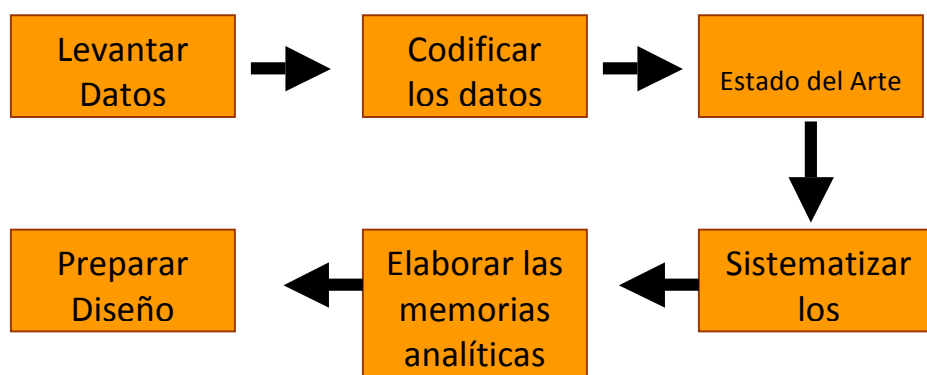 Levantar
Datos
Codificar
los datos
Estado del Arte
Sistematizar
los
Elaborar las
memorias
analíticas
Preparar
Diseño